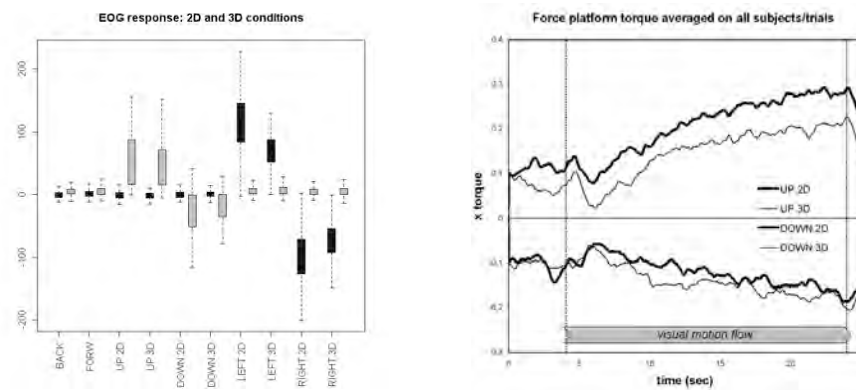 EOG response: 2D and 3D conditions
200
100
0
-100
-200
BACK
FORW
UP 2D
UP 3D
DOWN 2D
DOWN 3D
LEFT 2D
LEFT 3D
RIGHT 2D
RIGHT 3D
Force platform torque averaged on all subjects/trials
x torque
UP 2D
UP 3D
DOWN 2D
DOWN 3D
visual motion flow
time (sec)